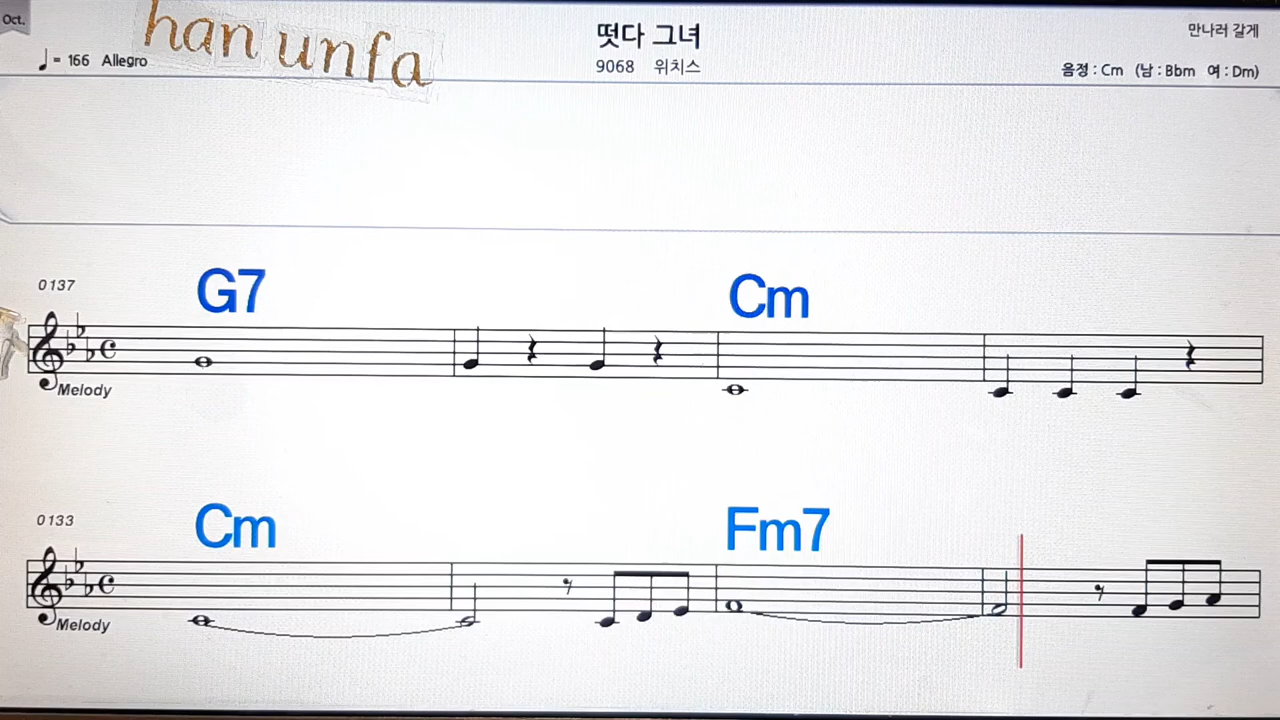 Oct.
han unfa
♩= 166 Allegro
떳다 그녀
9068 위치스
만나러 갈게
음정 : Cm (남 : Bbm 여 : Dm)
0137
G7
Cm
Melody
0133
Cm
Fm7
Melody